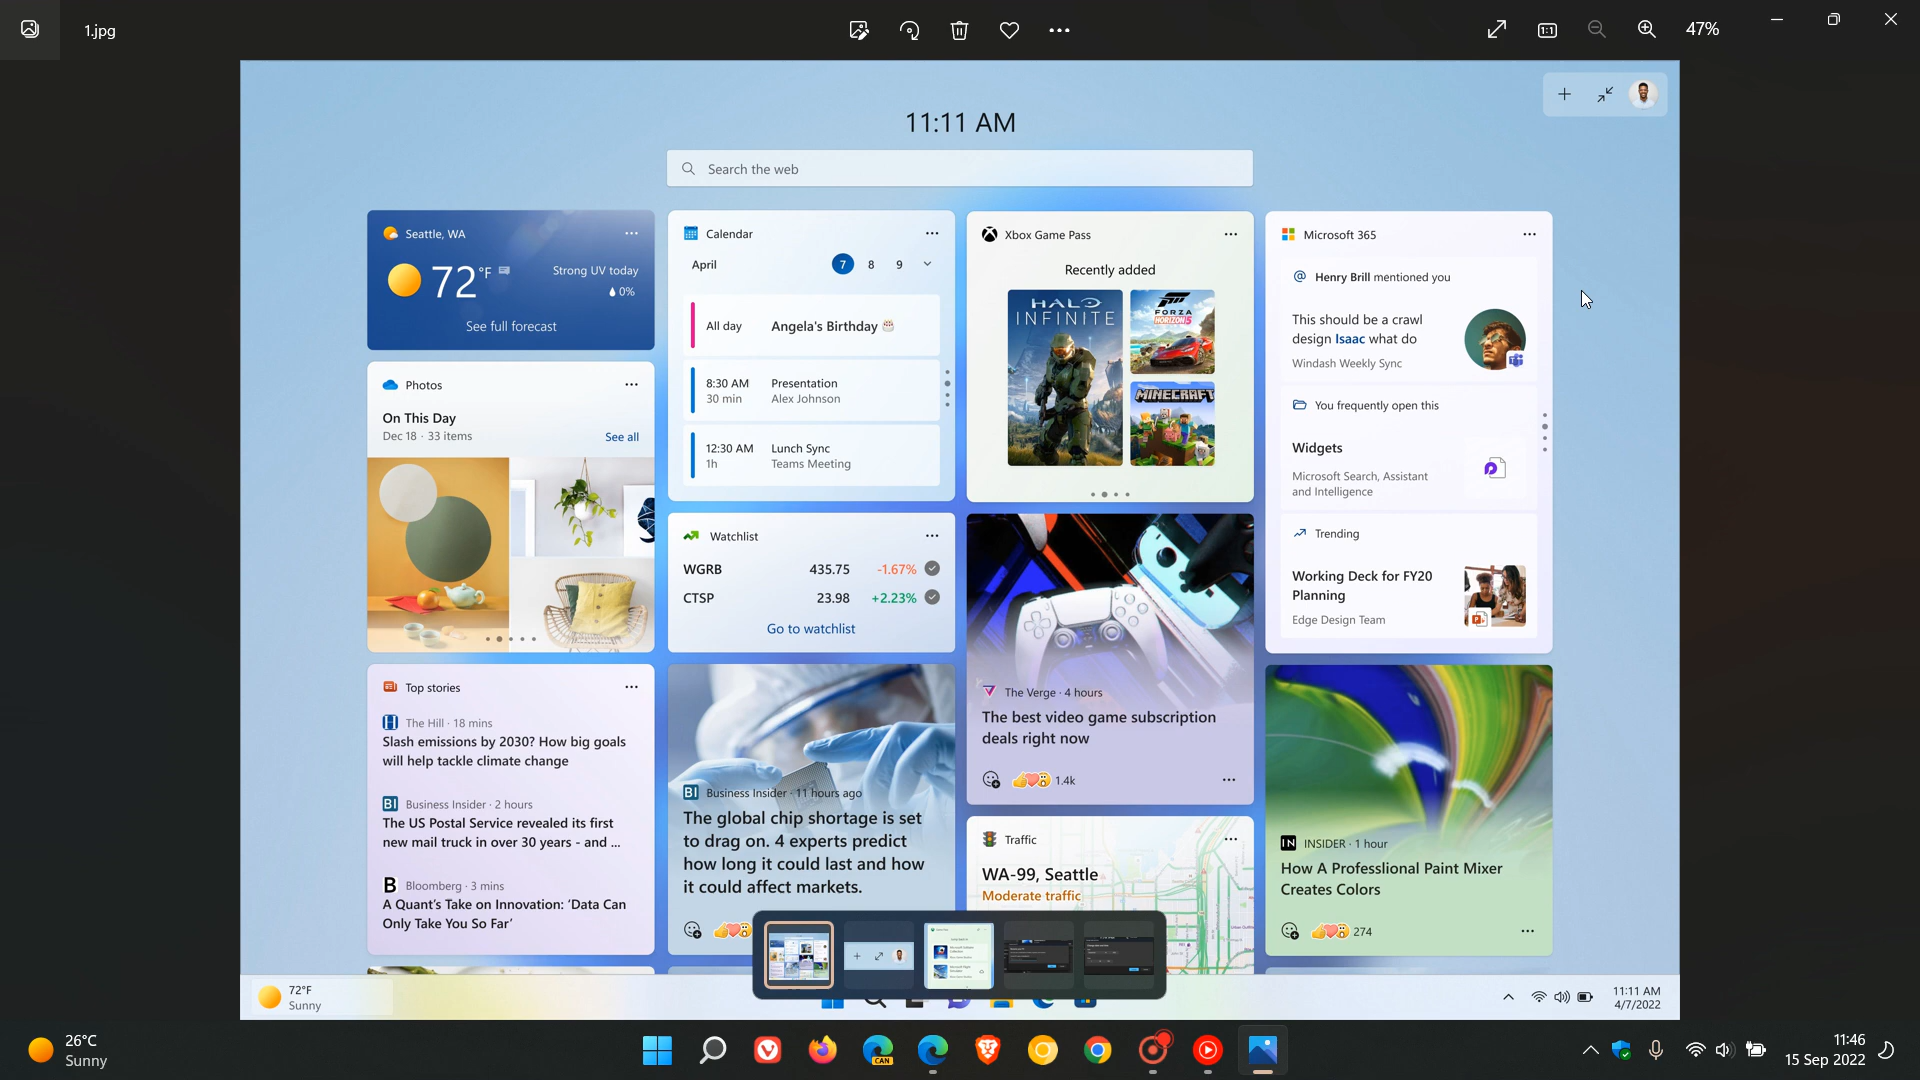 1.jpg
47%
11:11 AM
Search the web
Seattle, WA
72°F
Strong UV today
0%
See full forecast
Photos
On This Day
Dec 18 · 33 items
See all
Top stories
The Hill · 18 mins
Slash emissions by 2030? How big goals
will help tackle climate change
BI Business Insider · 2 hours
The US Postal Service revealed its first
new mail truck in over 30 years - and ...
B Bloomberg · 3 mins
A Quant's Take on Innovation: ‘Data Can
Only Take You So Far’
Calendar
April 7 8 9
All day Angela's Birthday
8:30 AM Presentation
30 min Alex Johnson
12:30 AM Lunch Sync
1h Teams Meeting
Watchlist
WGRB 435.75 -1.67%
CTSP 23.98 +2.23%
Go to watchlist
BI Business Insider · 11 hours ago
The global chip shortage is set
to drag on. 4 experts predict
how long it could last and how
it could affect markets.
Xbox Game Pass
Recently added
HALO
INFINITE
FORZA
HORIZON 5
MINECRAFT
The Verge · 4 hours
The best video game subscription
deals right now
1.4k
Traffic
WA-99, Seattle
Moderate traffic
Microsoft 365
@ Henry Brill mentioned you
This should be a crawl
design Isaac what do
Windash Weekly Sync
You frequently open this
Widgets
Microsoft Search, Assistant
and Intelligence
Trending
Working Deck for FY20
Planning
Edge Design Team
IN INSIDER · 1 hour
How A Professlional Paint Mixer
Creates Colors
274
72°F
Sunny
11:11 AM
4/7/2022
26°C
Sunny
CAN
11:46
15 Sep 2022